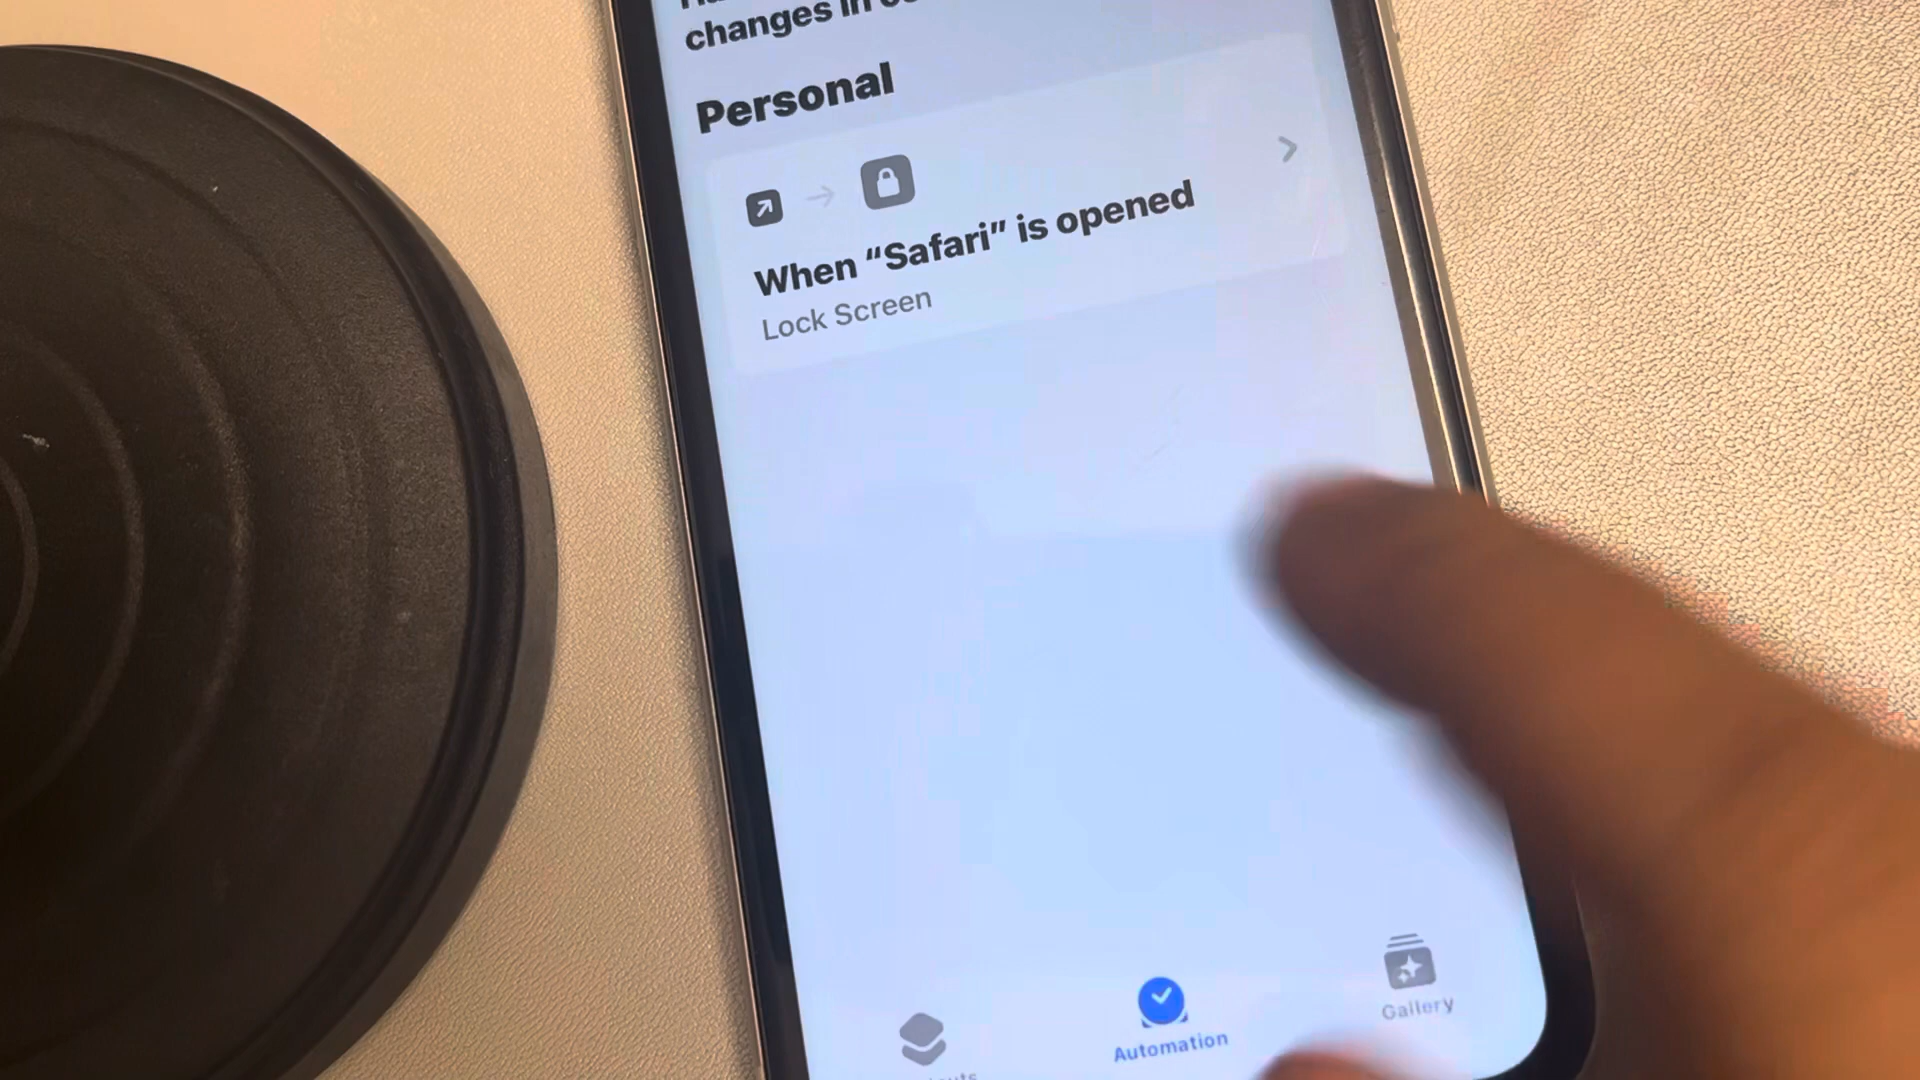 changes in
Personal
When “Safari” is opened
Lock Screen
Automation
Gallery